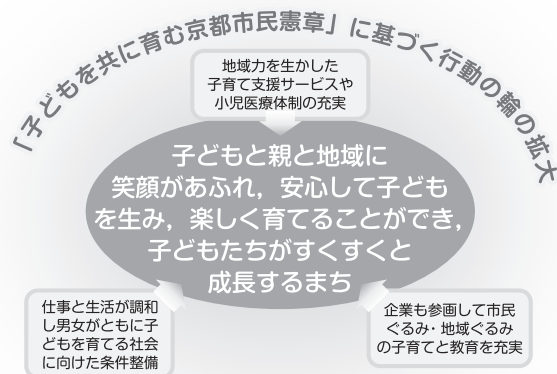 「子どもを共に育む京都市民憲章」に基づく行動の輪の拡大
地域力を生かした
子育て支援サービスや
小児医療体制の充実
子どもと親と地域に
笑顔があふれ，安心して子ども
を生み，楽しく育てることができ，
子どもたちがすくすくと
成長するまち
仕事と生活が調和
し男女がともに子
どもを育てる社会
に向けた条件整備
企業も参画して市民
ぐるみ・地域ぐるみ
の子育てと教育を充実